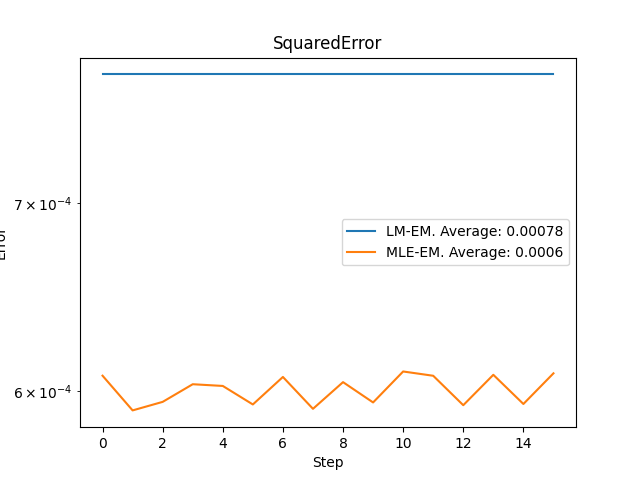 SquaredError
7 × 10⁻⁴
6 × 10⁻⁴
Error
LM-EM. Average: 0.00078
MLE-EM. Average: 0.0006
0 2 4 6 8 10 12 14
Step